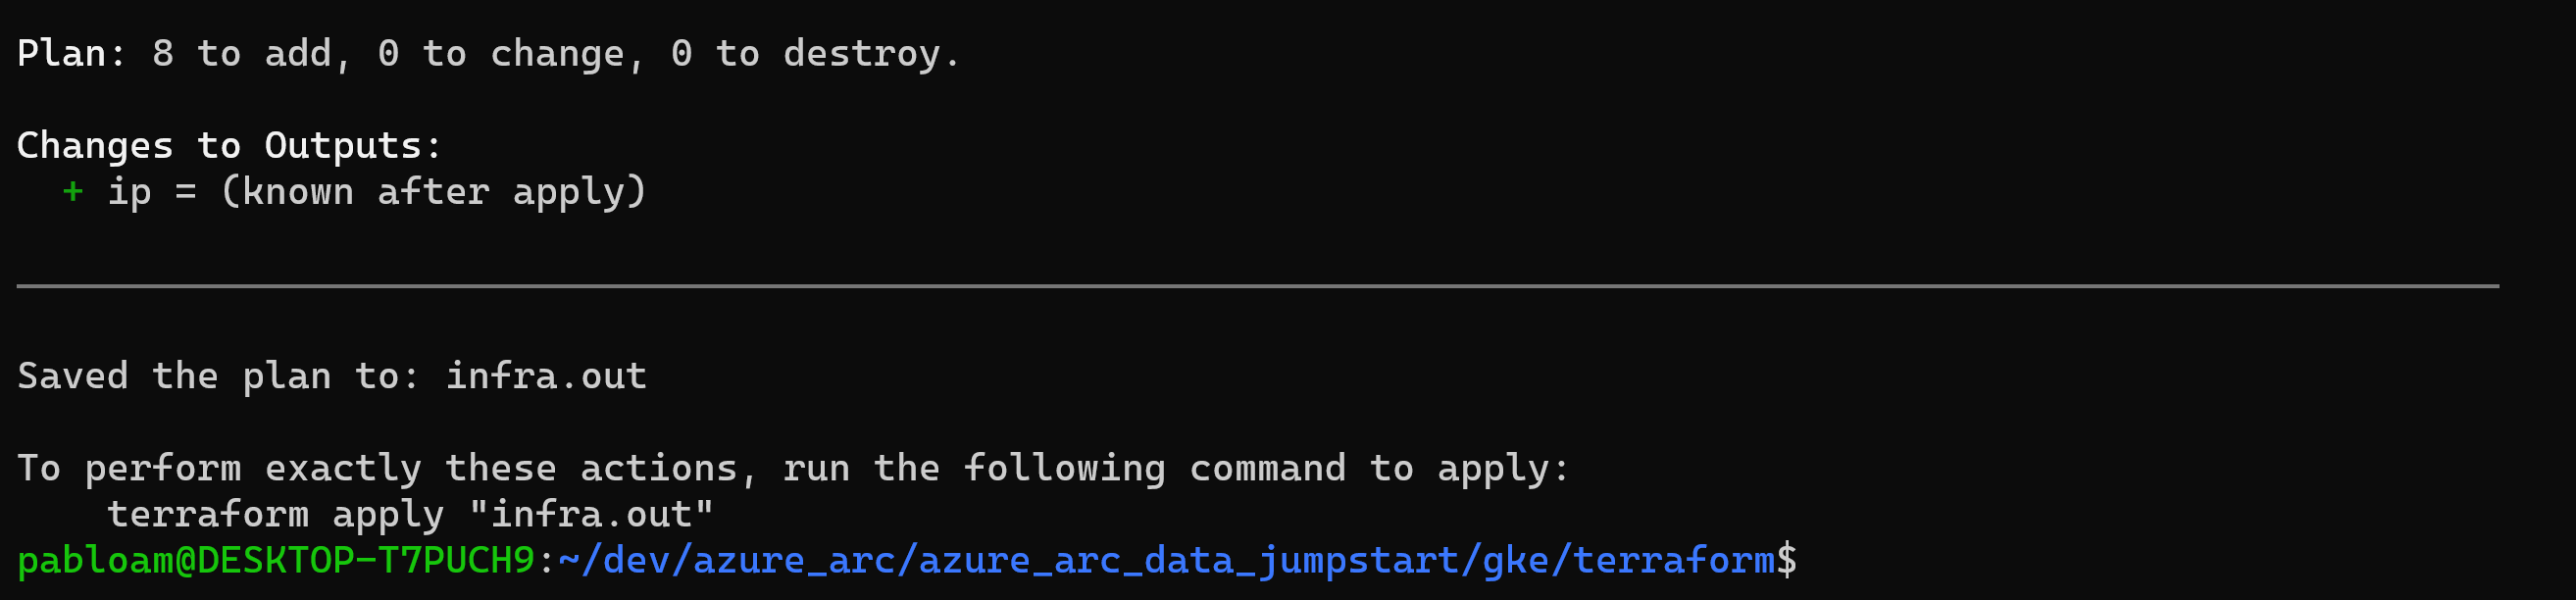 Plan: 8 to add, 0 to change, 0 to destroy.
Changes to Outputs:
  + ip = (known after apply)
Saved the plan to: infra.out
To perform exactly these actions, run the following command to apply:
    terraform apply "infra.out"
pabloam@DESKTOP-T7PUCH9:~/dev/azure_arc/azure_arc_data_jumpstart/gke/terraform$